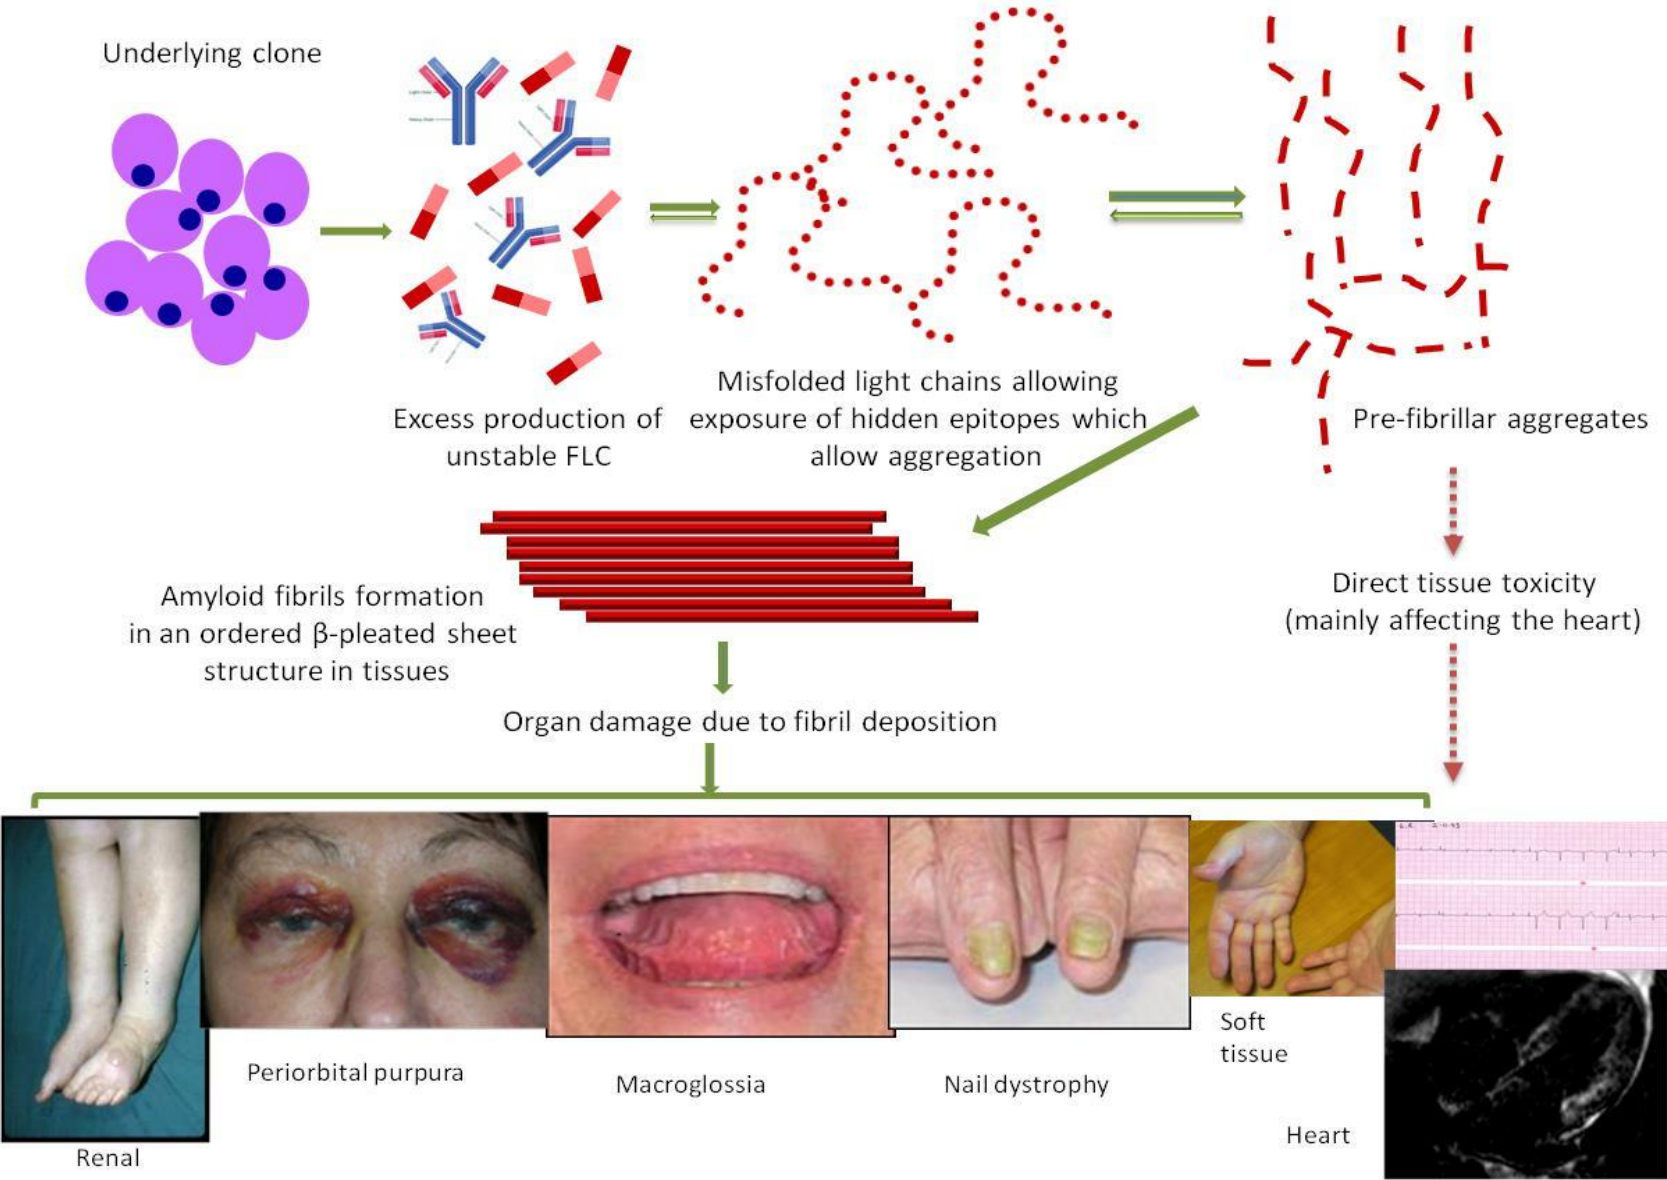 Underlying clone
Excess production of
unstable FLC
Misfolded light chains allowing
exposure of hidden epitopes which
allow aggregation
Pre-fibrillar aggregates
Amyloid fibrils formation
in an ordered β-pleated sheet
structure in tissues
Direct tissue toxicity
(mainly affecting the heart)
Organ damage due to fibril deposition
Renal
Periorbital purpura
Macroglossia
Nail dystrophy
Soft
tissue
Heart